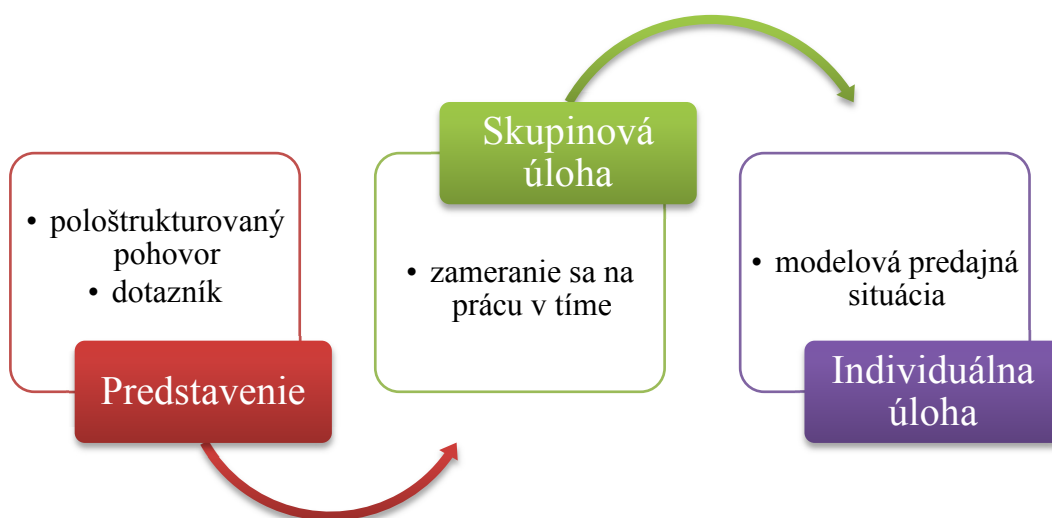 • pološtrukturovaný
pohovor
• dotazník
Predstavenie
Skupinová
úloha
• zameranie sa na
prácu v tíme
• modelová predajná
situácia
Individuálna
úloha